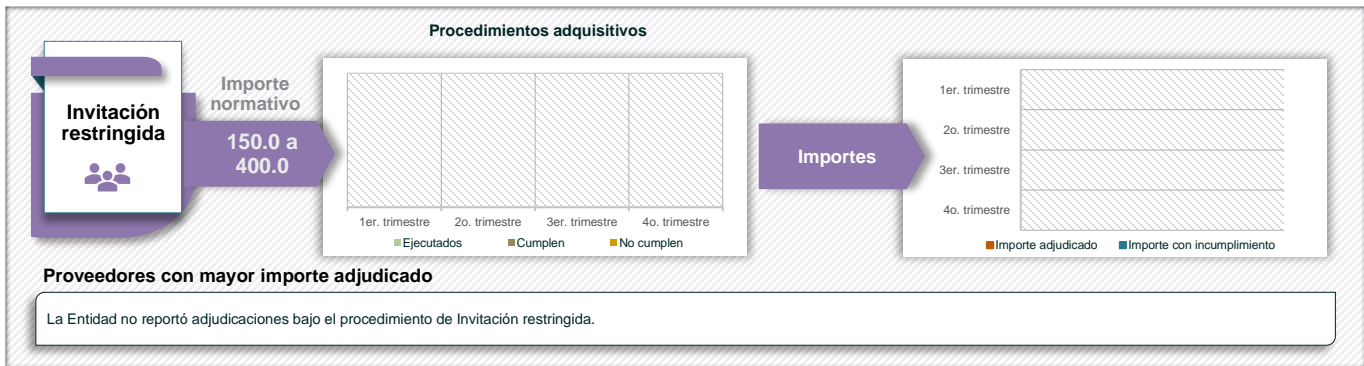 Procedimientos adquisitivos
Invitación
restringida
Importe
normativo
150.0 a
400.0
1er. trimestre 2o. trimestre 3er. trimestre 4o. trimestre
Ejecutados Cumplen No cumplen
Importes
1er. trimestre
2o. trimestre
3er. trimestre
4o. trimestre
Importe adjudicado Importe con incumplimiento
Proveedores con mayor importe adjudicado
La Entidad no reportó adjudicaciones bajo el procedimiento de Invitación restringida.